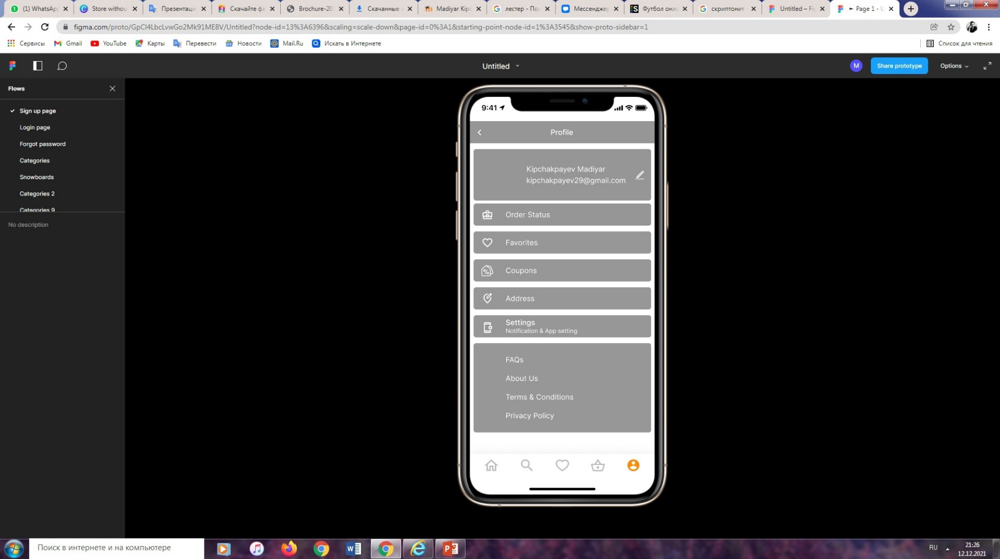 (1) WhatsAp
Store withou
Презентаци
Скачайте фа
Brochure-20
Скачанные
Madiyar Kip
лестер - По
Мессендже
Футбол онл
скриптонит
Untitled – Fi
► Page 1 - U
figma.com/proto/GpCl4LbcLvwGo2Mk91ME8V/Untitled?node-id=13%3A6396&scaling=scale-down&page-id=0%3A1&starting-point-node-id=1%3A3545&show-proto-sidebar=1
Сервисы
Gmail
YouTube
Карты
Перевести
Новости
Mail.Ru
Искать в Интернете
Список для чтения
Untitled
M
Share prototype
Options
Flows
Sign up page
Login page
Forgot password
Categories
Snowboards
Categories 2
Categories 9
No description
9:41
Profile
Kipchakpayev Madiyar
kipchakpayev29@gmail.com
Order Status
Favorites
Coupons
Address
Settings
Notification & App setting
FAQs
About Us
Terms & Conditions
Privacy Policy
Поиск в интернете и на компьютере
RU
21:26
12.12.2021